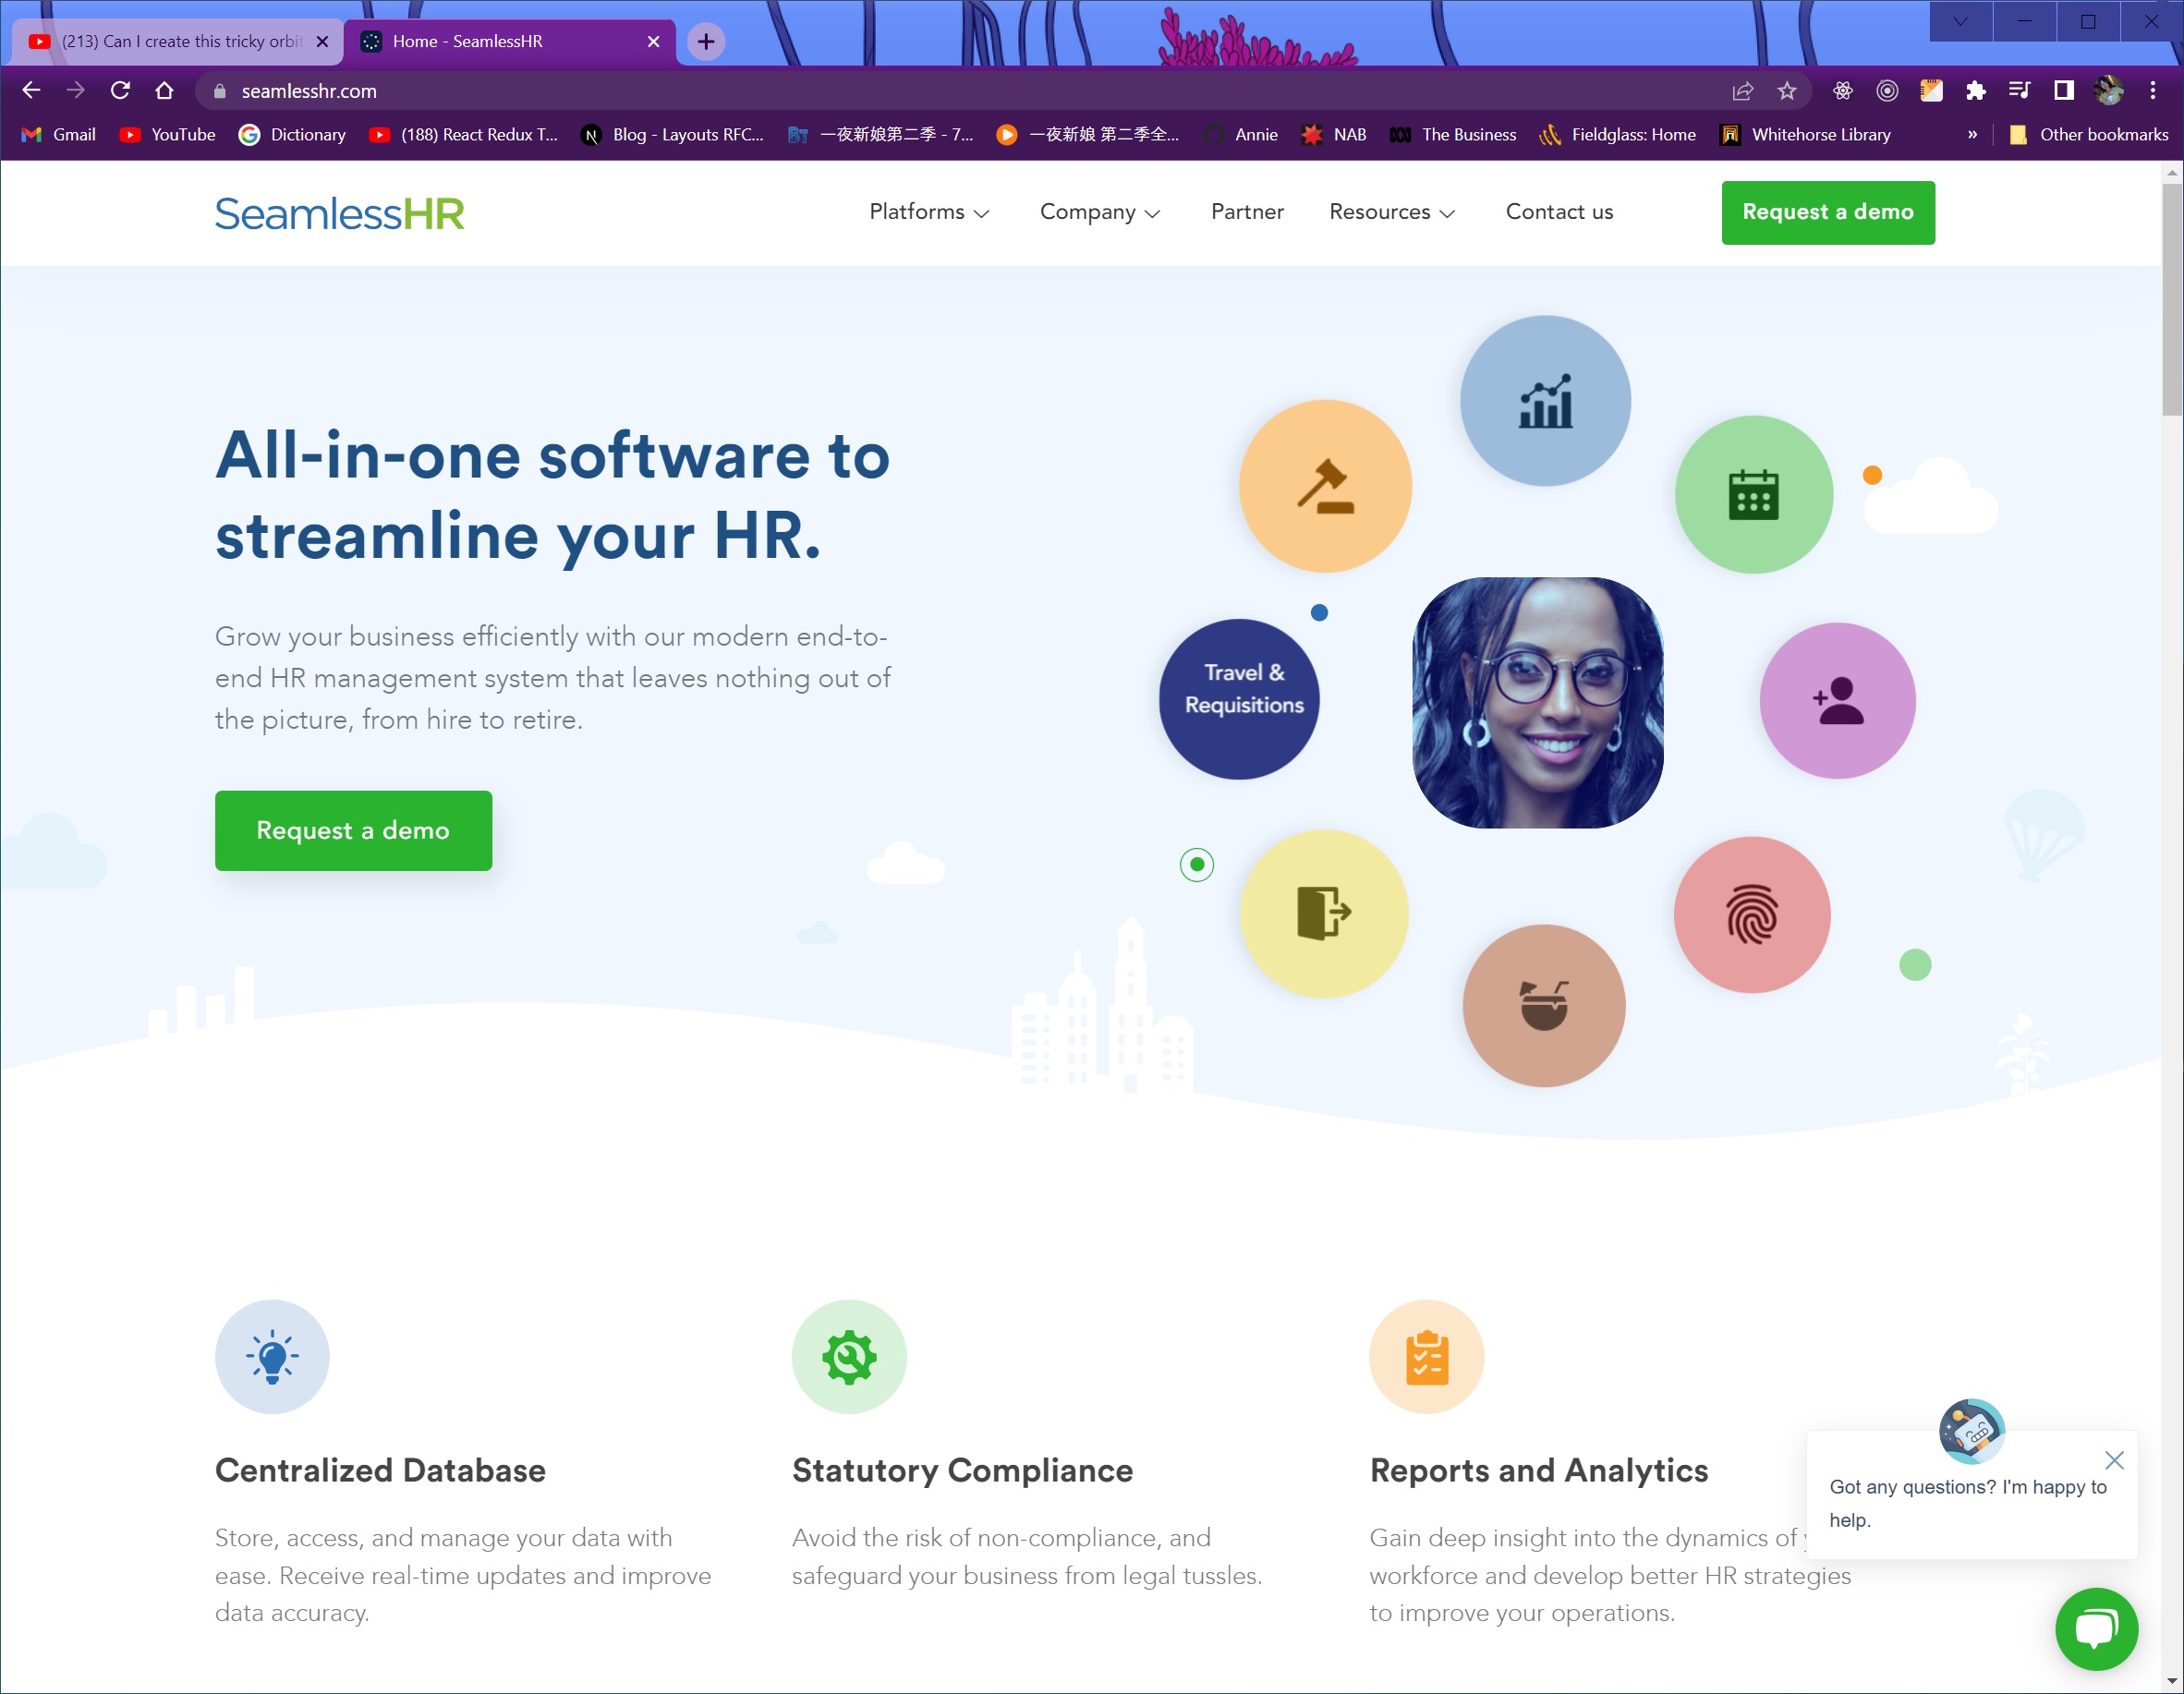 (213) Can I create this tricky orbit
Home - SeamlessHR
seamlesshr.com
Gmail
YouTube
Dictionary
(188) React Redux T...
Blog - Layouts RFC...
一夜新娘第二季 - 7...
一夜新娘 第二季全...
Annie
NAB
The Business
Fieldglass: Home
Whitehorse Library
»
Other bookmarks
SeamlessHR
Platforms
Company
Partner
Resources
Contact us
Request a demo
All-in-one software to
streamline your HR.
Grow your business efficiently with our modern end-to-
end HR management system that leaves nothing out of
the picture, from hire to retire.
Request a demo
Travel &
Requisitions
Centralized Database
Store, access, and manage your data with
ease. Receive real-time updates and improve
data accuracy.
Statutory Compliance
Avoid the risk of non-compliance, and
safeguard your business from legal tussles.
Reports and Analytics
Gain deep insight into the dynamics of
workforce and develop better HR strategies
to improve your operations.
Got any questions? I'm happy to
help.